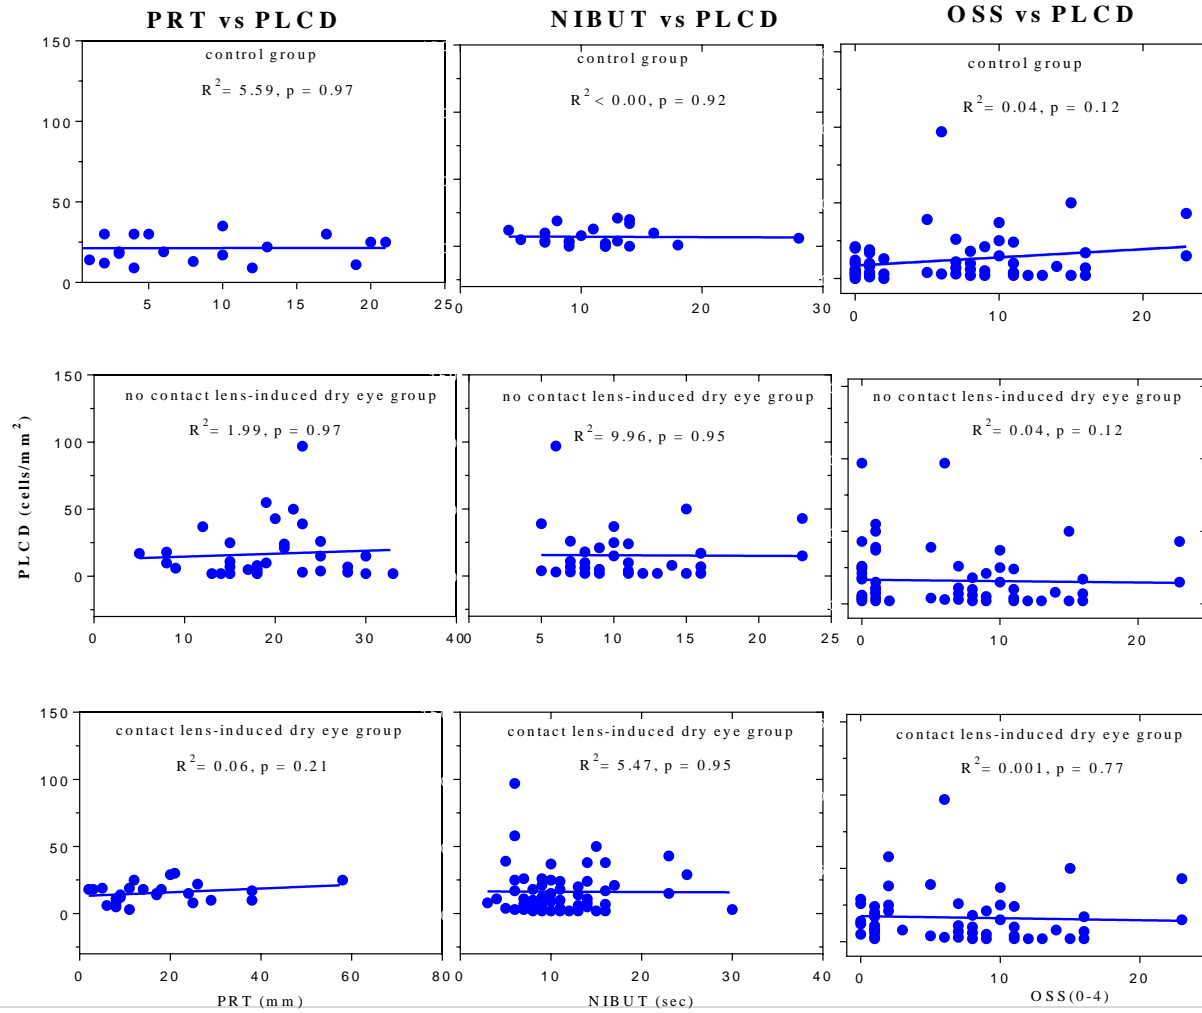 PRT vs PLCD
NIBUT vs PLCD
OSS vs PLCD
control group
R²= 5.59, p = 0.97
150
100
50
0
5
10
15
20
25
control group
R² < 0.00, p = 0.92
0
10
20
30
control group
R²= 0.04, p = 0.12
0
10
20
PLCD (cells/mm²)
no contact lens-induced dry eye group
R²= 1.99, p = 0.97
150
100
50
0
0
10
20
30
40
no contact lens-induced dry eye group
R²= 9.96, p = 0.95
0
5
10
15
20
25
no contact lens-induced dry eye group
R²= 0.04, p = 0.12
0
10
20
contact lens-induced dry eye group
R²= 0.06, p = 0.21
150
100
50
0
0
20
40
60
80
PRT (mm)
contact lens-induced dry eye group
R²= 5.47, p = 0.95
0
10
20
30
40
NIBUT (sec)
contact lens-induced dry eye group
R²= 0.001, p = 0.77
0
10
20
OSS(0-4)